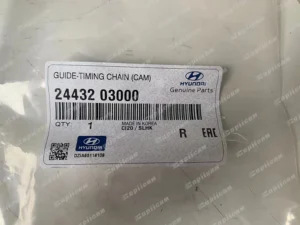 GUIDE-TIMING CHAIN (CAM)
24432 03000
HYUNDAI
Genuine Parts
QTY. 1
MADE IN KOREA
R EAC
HYUNDAI